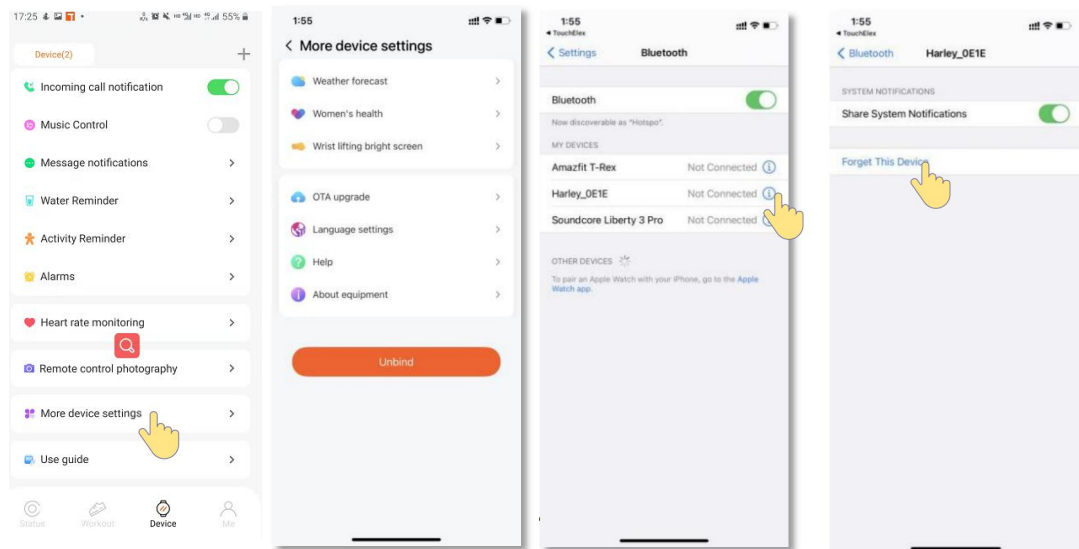 17:25
55%
Device(2)
+
Incoming call notification
Music Control
Message notifications
Water Reminder
Activity Reminder
Alarms
Heart rate monitoring
Remote control photography
More device settings
Use guide
Status
Workout
Device
Me
1:55
More device settings
Weather forecast
Women's health
Wrist lifting bright screen
OTA upgrade
Language settings
Help
About equipment
Unbind
1:55
TouchElex
Settings
Bluetooth
Bluetooth
Now discoverable as "Hotspo".
MY DEVICES
Amazfit T-Rex Not Connected
Harley_0E1E Not Connected
Soundcore Liberty 3 Pro Not Connected
OTHER DEVICES
To pair an Apple Watch with your iPhone, go to the Apple
Watch app.
1:55
TouchElex
Bluetooth
Harley_0E1E
SYSTEM NOTIFICATIONS
Share System Notifications
Forget This Device